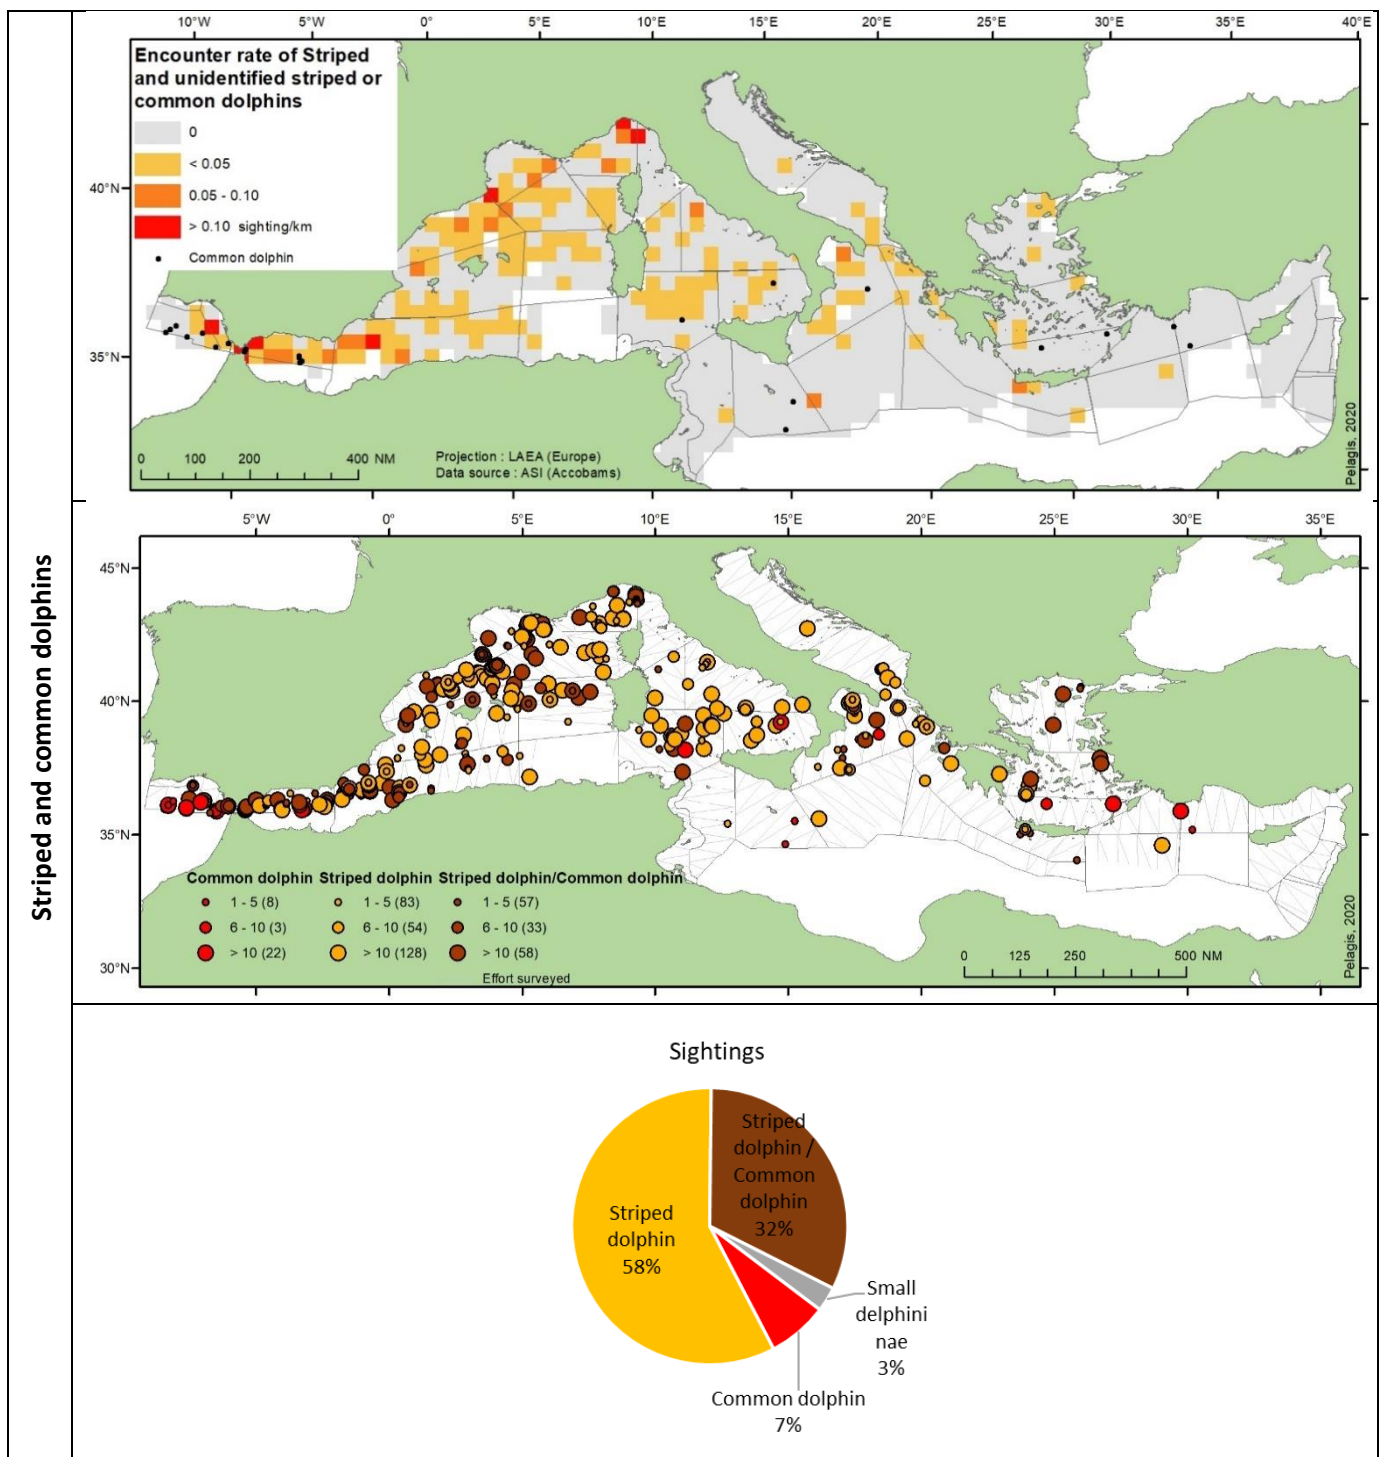 Striped and common dolphins
10°W 5°W 0° 5°E 10°E 15°E 20°E 25°E 30°E 35°E 40°E
Encounter rate of Striped
and unidentified striped or
common dolphins
0
< 0.05
0.05 - 0.10
> 0.10 sighting/km
Common dolphin
40°N
35°N
0 100 200 400 NM
Projection : LAEA (Europe)
Data source : ASI (Accobams)
Pelagis, 2020
5°W 0° 5°E 10°E 15°E 20°E 25°E 30°E 35°E
45°N
40°N
35°N
30°N
Common dolphin Striped dolphin Striped dolphin/Common dolphin
1 - 5 (8) 1 - 5 (83) 1 - 5 (57)
6 - 10 (3) 6 - 10 (54) 6 - 10 (33)
> 10 (22) > 10 (128) > 10 (58)
Effort surveyed
0 125 250 500 NM
Pelagis, 2020
Sightings
Striped
dolphin /
Common
dolphin
32%
Striped
dolphin
58%
Small
delphini
nae
3%
Common dolphin
7%